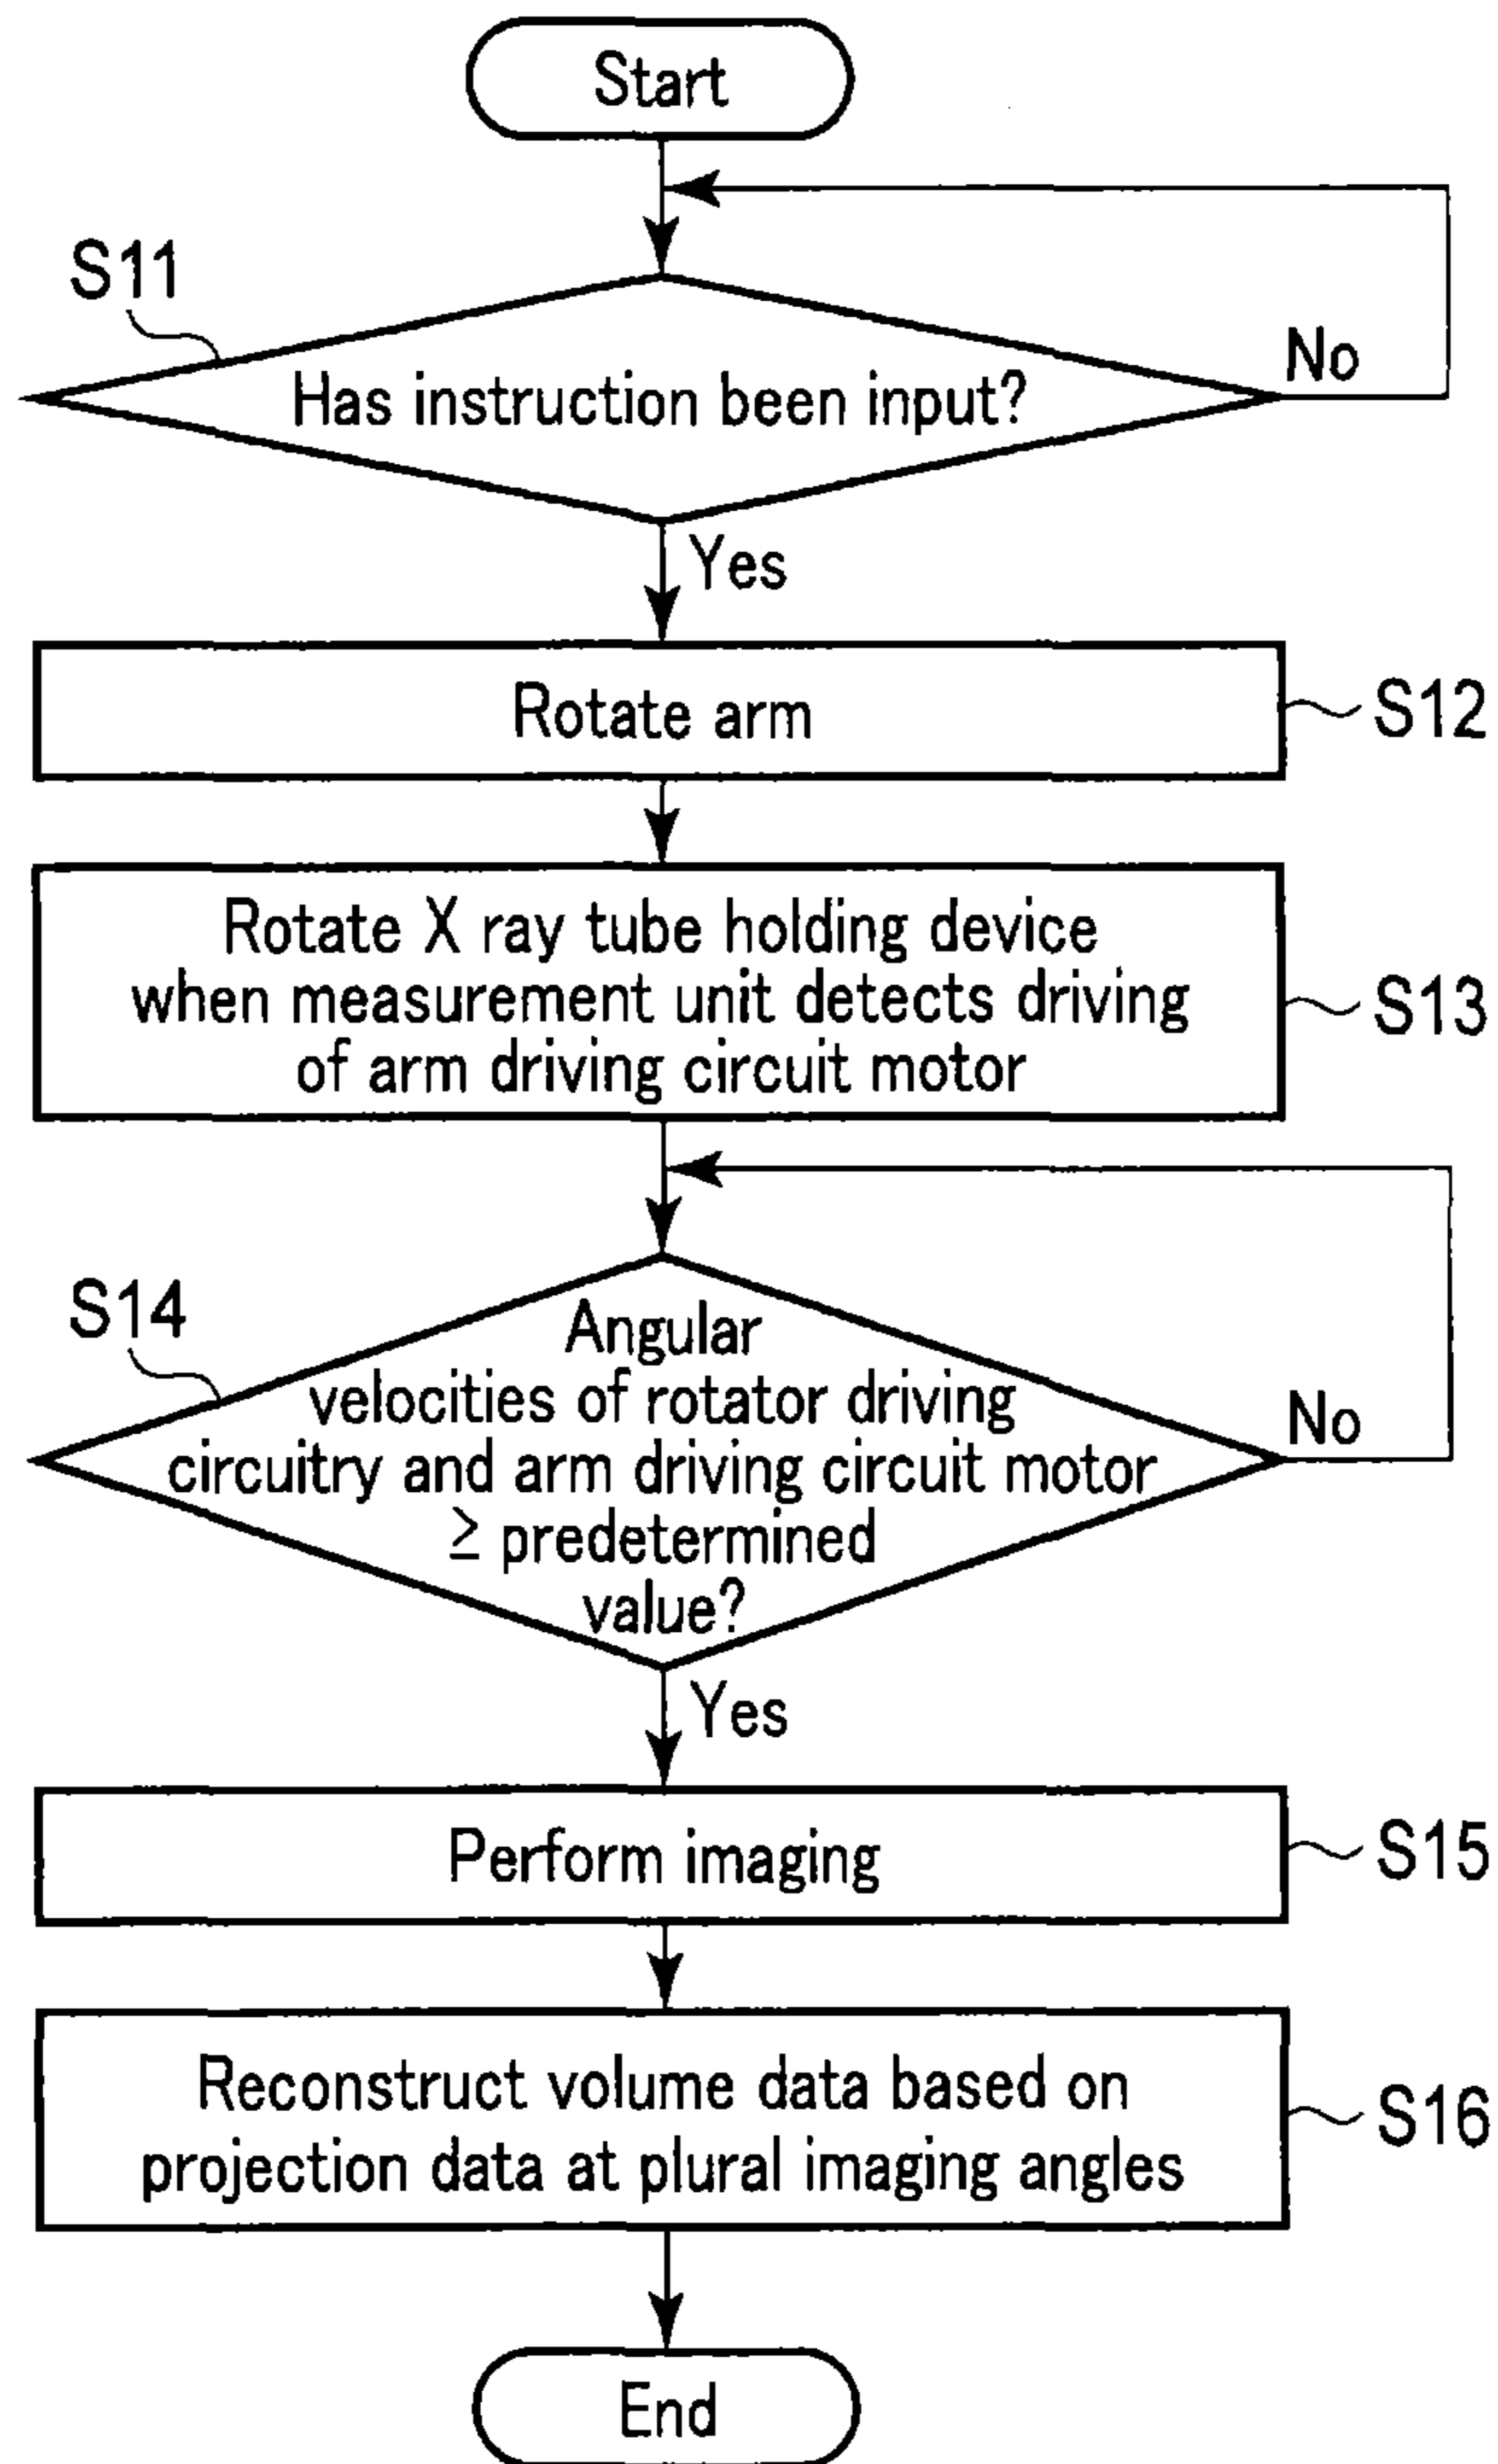 Start
S11
Has instruction been input?
No
Yes
Rotate arm
S12
Rotate X ray tube holding device
when measurement unit detects driving
of arm driving circuit motor
S13
S14
Angular
velocities of rotator driving
circuitry and arm driving circuit motor
≥ predetermined
value?
No
Yes
Perform imaging
S15
Reconstruct volume data based on
projection data at plural imaging angles
S16
End